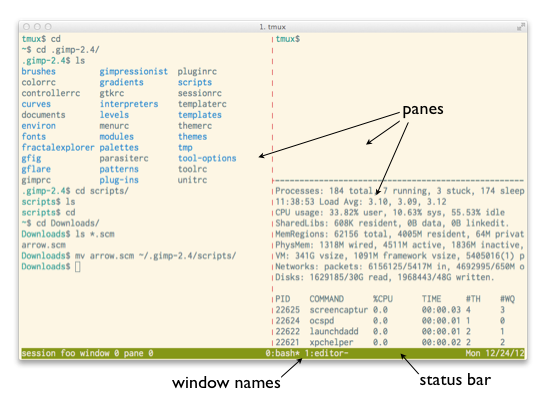 1. tmux
tmux$ cd
~$ cd .gimp-2.4/
.gimp-2.4$ ls
brushes gimpressionist pluginrc
colorrc gradients scripts
controllerrc gtkrc sessionrc
curves interpreters templaterc
documents levels templates
environ menurc themerc
fonts modules themes
fractalexplorer palettes tmp
gfig parasiterc tool-options
gflare patterns toolrc
gimprc plug-ins unitrc
.gimp-2.4$ cd scripts/
scripts$ ls
scripts$ cd
~$ cd Downloads/
Downloads$ ls *.scm
arrow.scm
Downloads$ mv arrow.scm ~/.gimp-2.4/scripts/
Downloads$
tmux$
panes
Processes: 184 total, 7 running, 3 stuck, 174 sleep
11:38:53 Load Avg: 3.10, 3.09, 3.12
CPU usage: 33.82% user, 10.63% sys, 55.53% idle
SharedLibs: 608K resident, 0B data, 0B linkedit.
MemRegions: 62156 total, 4005M resident, 64M privat
PhysMem: 1318M wired, 4511M active, 1836M inactive,
VM: 341G vsize, 1091M framework vsize, 5405016(1) p
Networks: packets: 6156125/5417M in, 4692995/650M o
Disks: 1629185/30G read, 1968443/48G written.
PID COMMAND %CPU TIME #TH #WQ
22625 screencaptur 0.0 00:00.03 4 3
22624 ocspd 0.0 00:00.01 1 0
22622 launchdadd 0.0 00:00.01 2 1
22621 xpchelper 0.0 00:00.02 2 1
session foo window 0 pane 0 0:bash* 1:editor- Mon 12/24/12
window names
status bar